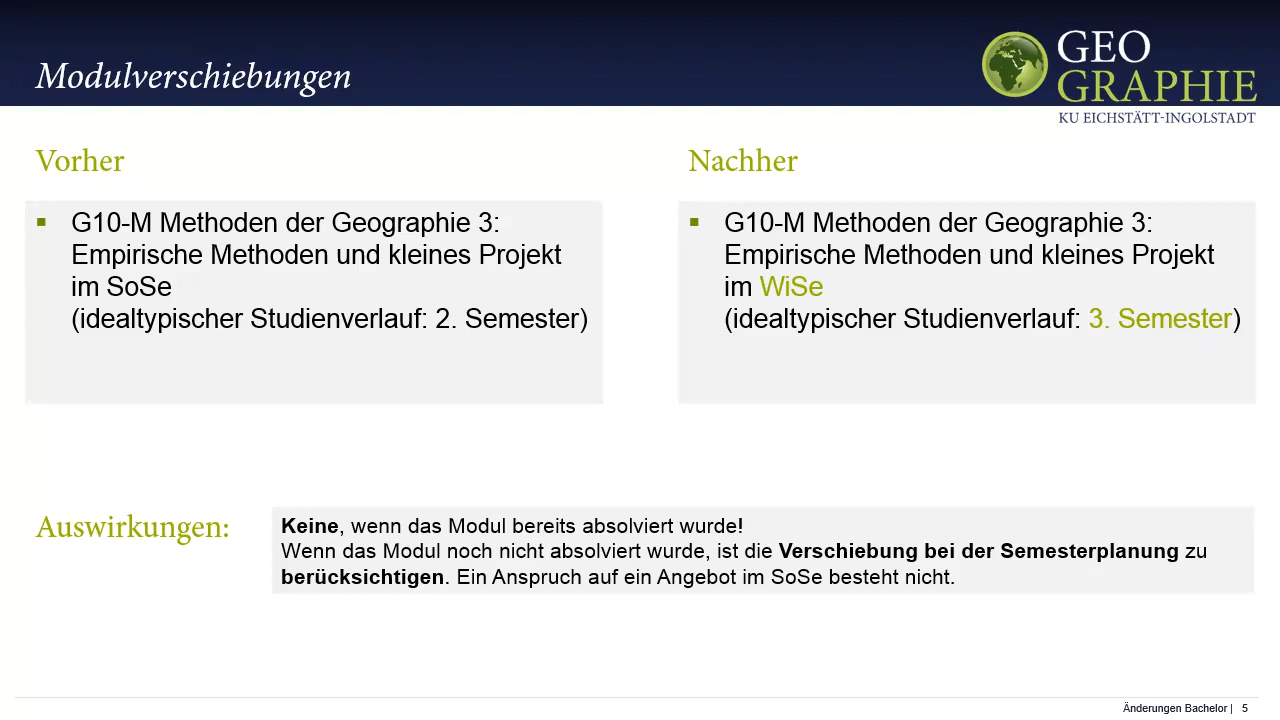 Modulverschiebungen
GEO
GRAPHIE
KU EICHSTÄTT-INGOLSTADT
Vorher
▪ G10-M Methoden der Geographie 3:
Empirische Methoden und kleines Projekt
im SoSe
(idealtypischer Studienverlauf: 2. Semester)
Nachher
▪ G10-M Methoden der Geographie 3:
Empirische Methoden und kleines Projekt
im WiSe
(idealtypischer Studienverlauf: 3. Semester)
Auswirkungen:
Keine, wenn das Modul bereits absolviert wurde!
Wenn das Modul noch nicht absolviert wurde, ist die Verschiebung bei der Semesterplanung zu
berücksichtigen. Ein Anspruch auf ein Angebot im SoSe besteht nicht.
Änderungen Bachelor | 5